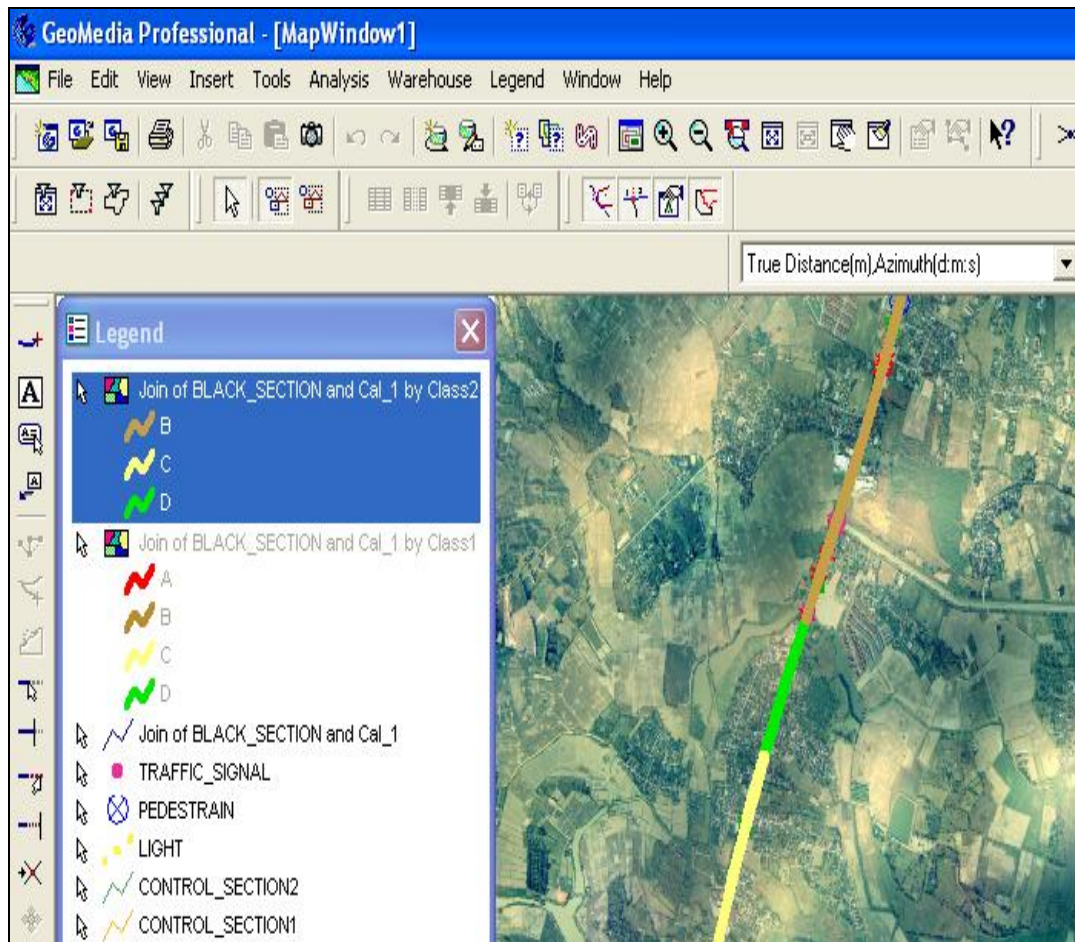 GeoMedia Professional - [MapWindow1]
File Edit View Insert Tools Analysis Warehouse Legend Window Help
True Distance(m),Azimuth(d:m:s)
Legend
Join of BLACK_SECTION and Cal_1 by Class2
B
C
D
Join of BLACK_SECTION and Cal_1 by Class1
A
B
C
D
Join of BLACK_SECTION and Cal_1
TRAFFIC_SIGNAL
PEDESTRAIN
LIGHT
CONTROL_SECTION2
CONTROL_SECTION1